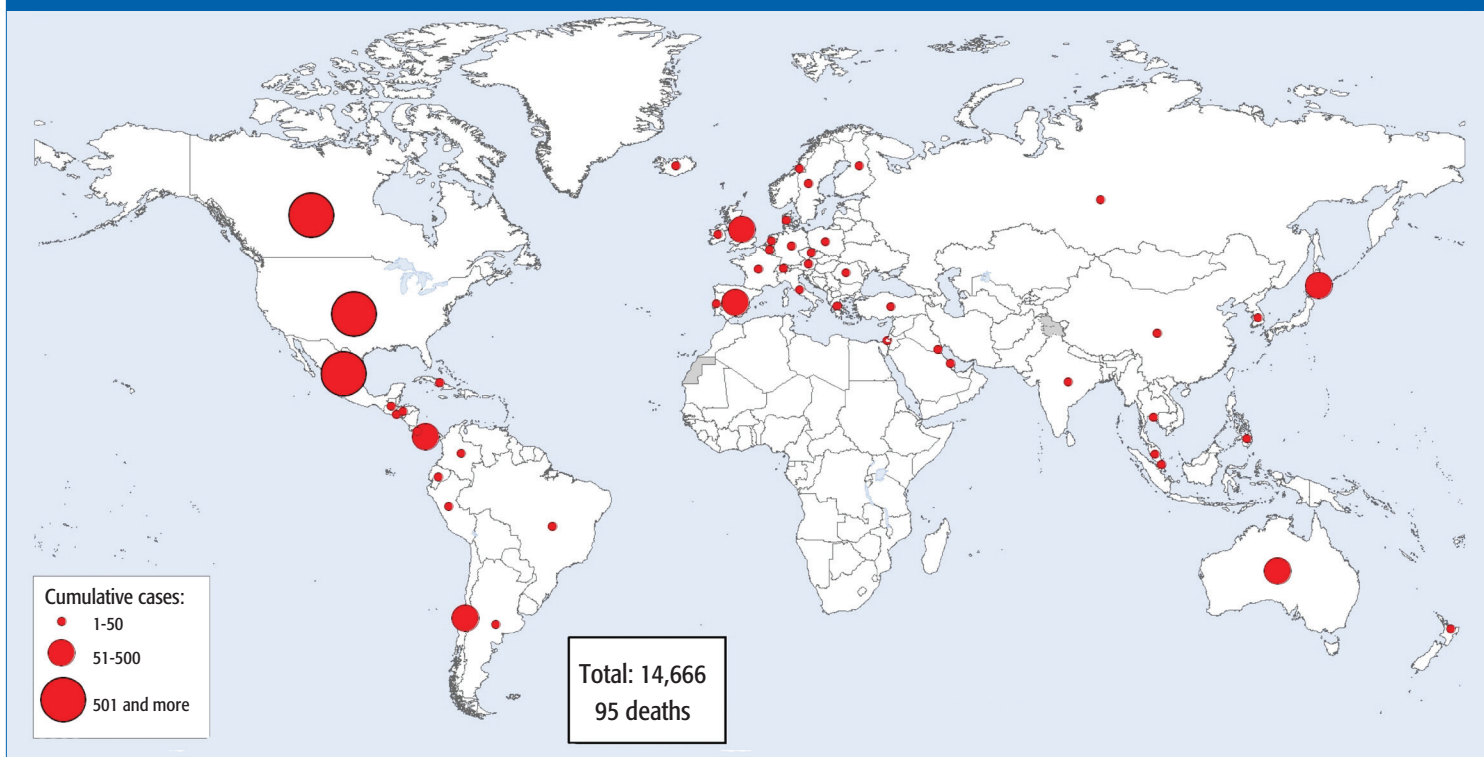 Cumulative cases:
1-50
51-500
501 and more
Total: 14,666
95 deaths